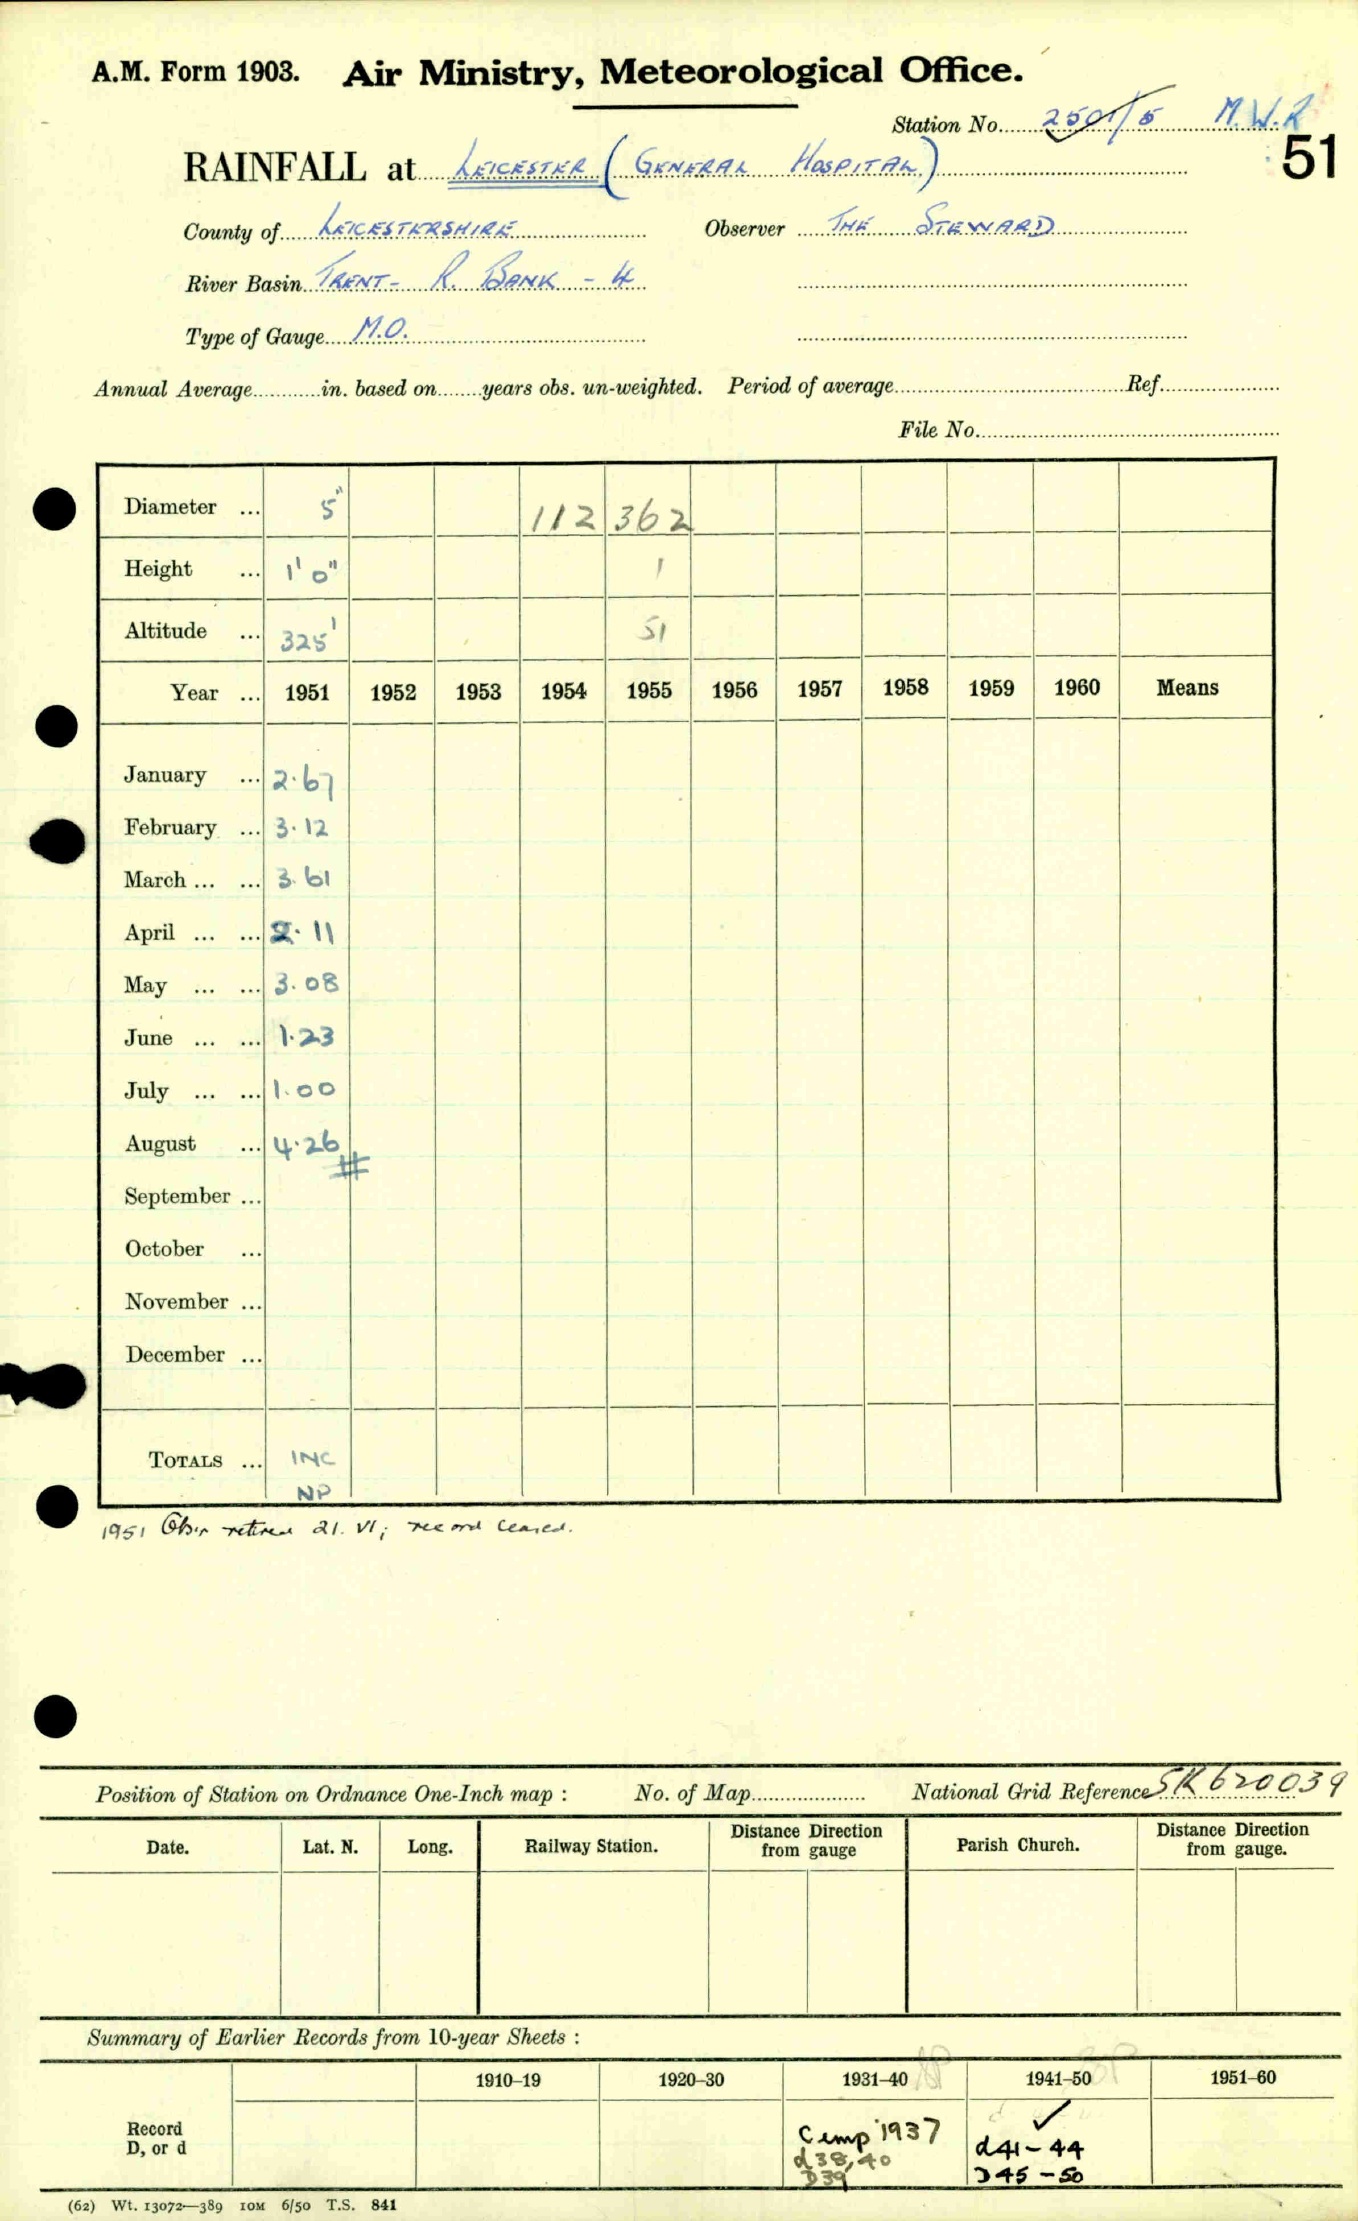 A.M. Form 1903. Air Ministry, Meteorological Office.
Station No. 2501/5 M.W.R
51
RAINFALL at LEICESTER (GENERAL HOSPITAL)
County of LEICESTERSHIRE Observer THE STEWARD
River Basin TRENT - R. BANK - 4
Type of Gauge M.O.
Annual Average in. based on years obs. un-weighted. Period of average Ref.
File No.
Diameter ... 5" 112 362
Height ... 1' 0" 1
Altitude ... 325' 51
Year ... 1951 1952 1953 1954 1955 1956 1957 1958 1959 1960 Means
January ... 2.67
February ... 3.12
March ... ... 3.61
April ... ... 2.11
May ... ... 3.08
June ... ... 1.23
July ... ... 1.00
August ... 4.26 #
September ...
October ...
November ...
December ...
TOTALS ... INC
NP
1951 Obsr retired 21. VI; record ceased.
Position of Station on Ordnance One-Inch map : No. of Map National Grid Reference SK 620039
Date. Lat. N. Long. Railway Station. Distance Direction from gauge Parish Church. Distance Direction from gauge.
Summary of Earlier Records from 10-year Sheets :
1910–19 1920–30 1931–40 1941–50 1951–60
Record D, or d
Cemp 1937
d38,40
D39
✓
d41-44
D45-50
(62) Wt. 13072—389 10M 6/50 T.S. 841